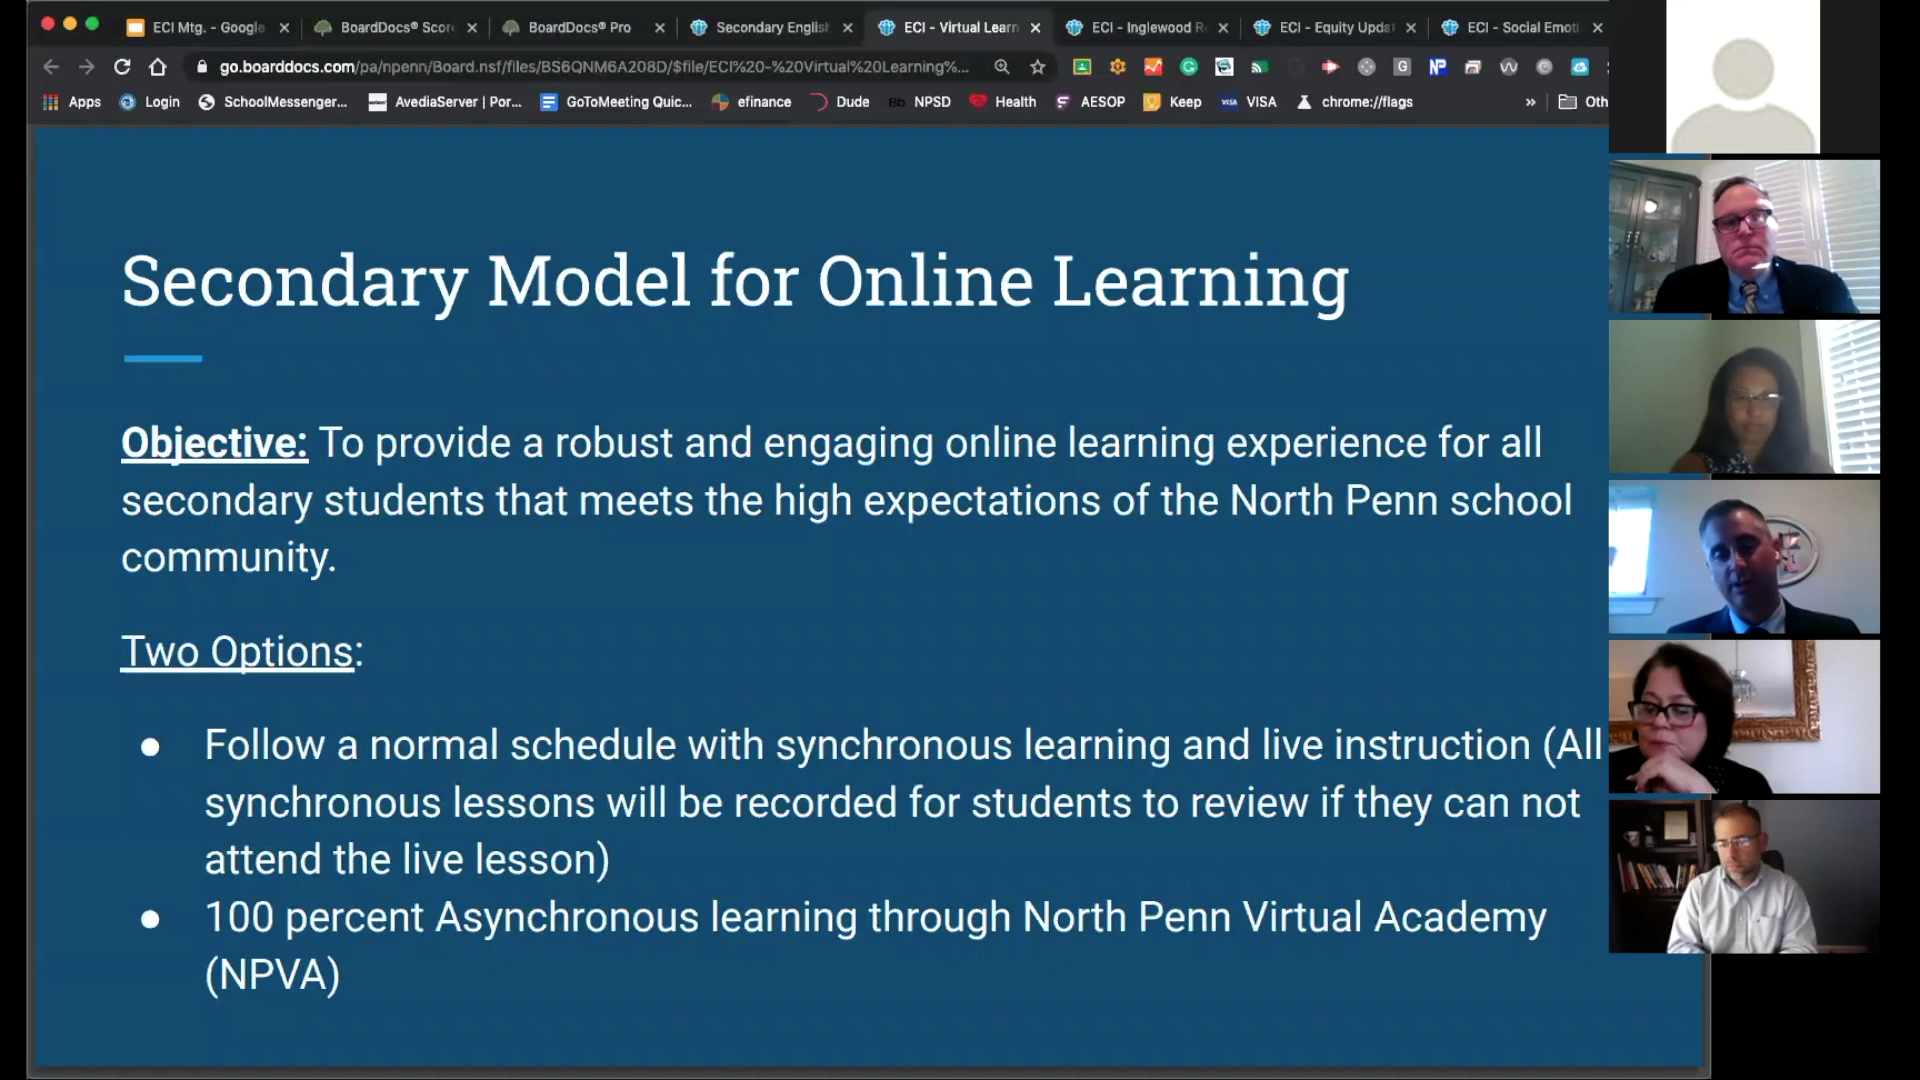 ECI Mtg. - Google
BoardDocs® Scor
BoardDocs® Pro
Secondary English
ECI - Virtual Learn
ECI - Inglewood R
ECI - Equity Updat
ECI - Social Emoti
go.boarddocs.com/pa/npenn/Board.nsf/files/BS6QNM6A208D/$file/ECI%20-%20Virtual%20Learning%...
Apps
Login
SchoolMessenger...
AvediaServer | Por...
GoToMeeting Quic...
efinance
Dude
Bb NPSD
Health
AESOP
Keep
VISA VISA
chrome://flags
»
Oth
Secondary Model for Online Learning
Objective: To provide a robust and engaging online learning experience for all
secondary students that meets the high expectations of the North Penn school
community.
Two Options:
● Follow a normal schedule with synchronous learning and live instruction (All
synchronous lessons will be recorded for students to review if they can not
attend the live lesson)
● 100 percent Asynchronous learning through North Penn Virtual Academy
(NPVA)